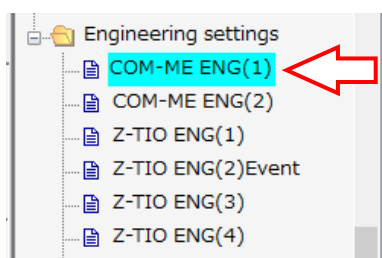 Engineering settings
COM-ME ENG(1)
COM-ME ENG(2)
Z-TIO ENG(1)
Z-TIO ENG(2)Event
Z-TIO ENG(3)
Z-TIO ENG(4)